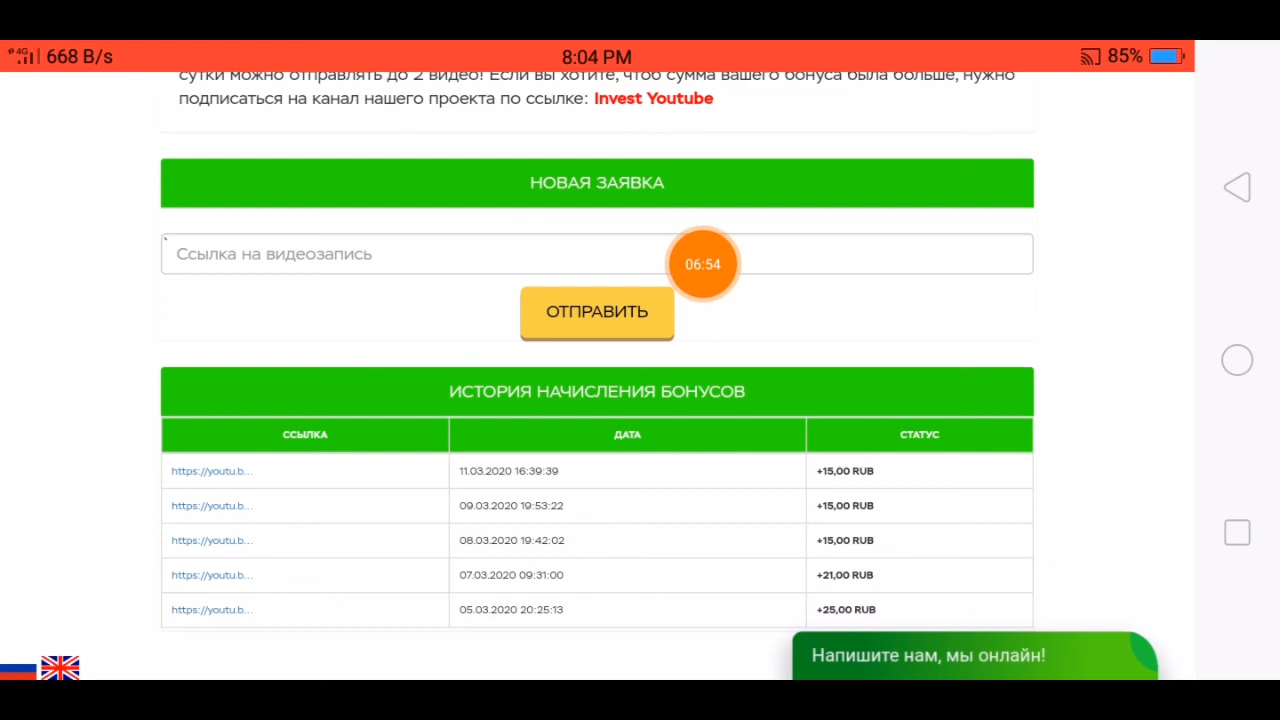 4G 668 B/s 8:04 PM 85%
сутки можно отправлять до 2 видео! Если вы хотите, чтоб сумма вашего бонуса была больше, нужно
подписаться на канал нашего проекта по ссылке: Invest Youtube
НОВАЯ ЗАЯВКА
Ссылка на видеозапись
06:54
ОТПРАВИТЬ
ИСТОРИЯ НАЧИСЛЕНИЯ БОНУСОВ
ССЫЛКА ДАТА СТАТУС
https://youtu.b... 11.03.2020 16:39:39 +15,00 RUB
https://youtu.b... 09.03.2020 19:53:22 +15,00 RUB
https://youtu.b... 08.03.2020 19:42:02 +15,00 RUB
https://youtu.b... 07.03.2020 09:31:00 +21,00 RUB
https://youtu.b... 05.03.2020 20:25:13 +25,00 RUB
Напишите нам, мы онлайн!